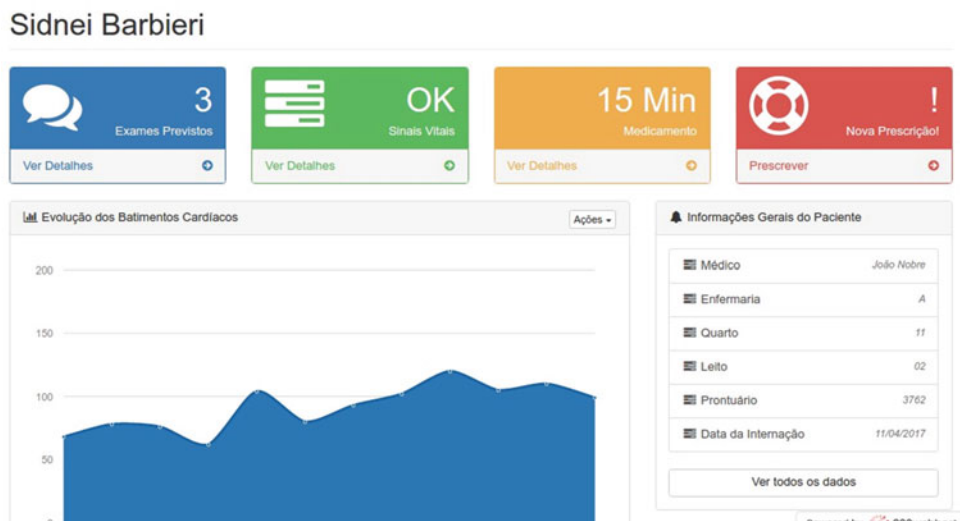 Sidnei Barbieri
3
Exames Previstos
Ver Detalhes
OK
Sinais Vitais
Ver Detalhes
15 Min
Medicamento
Ver Detalhes
!
Nova Prescrição!
Prescrever
Evolução dos Batimentos Cardíacos
Ações
200
150
100
50
Informações Gerais do Paciente
Médico João Nobre
Enfermaria A
Quarto 11
Leito 02
Prontuário 3762
Data da Internação 11/04/2017
Ver todos os dados